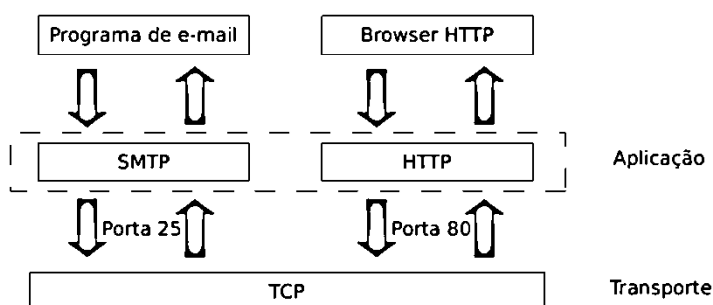 Programa de e-mail
Browser HTTP
SMTP
HTTP
Aplicação
Porta 25
Porta 80
TCP
Transporte